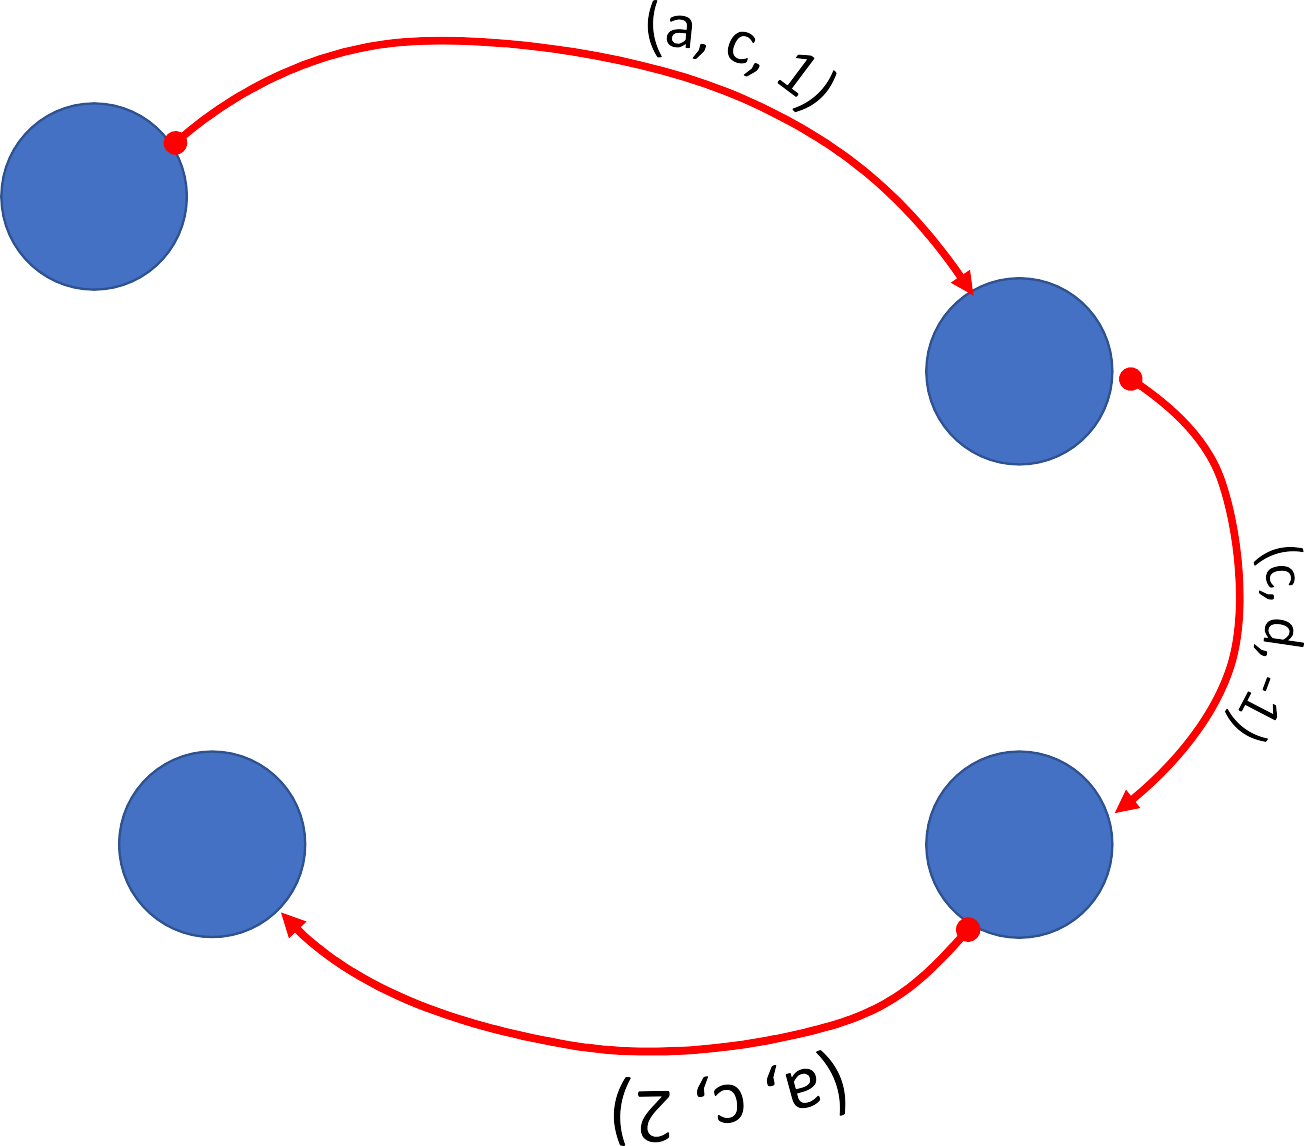 (a, c, 1)
(c, d, -1)
(a, c, 2)